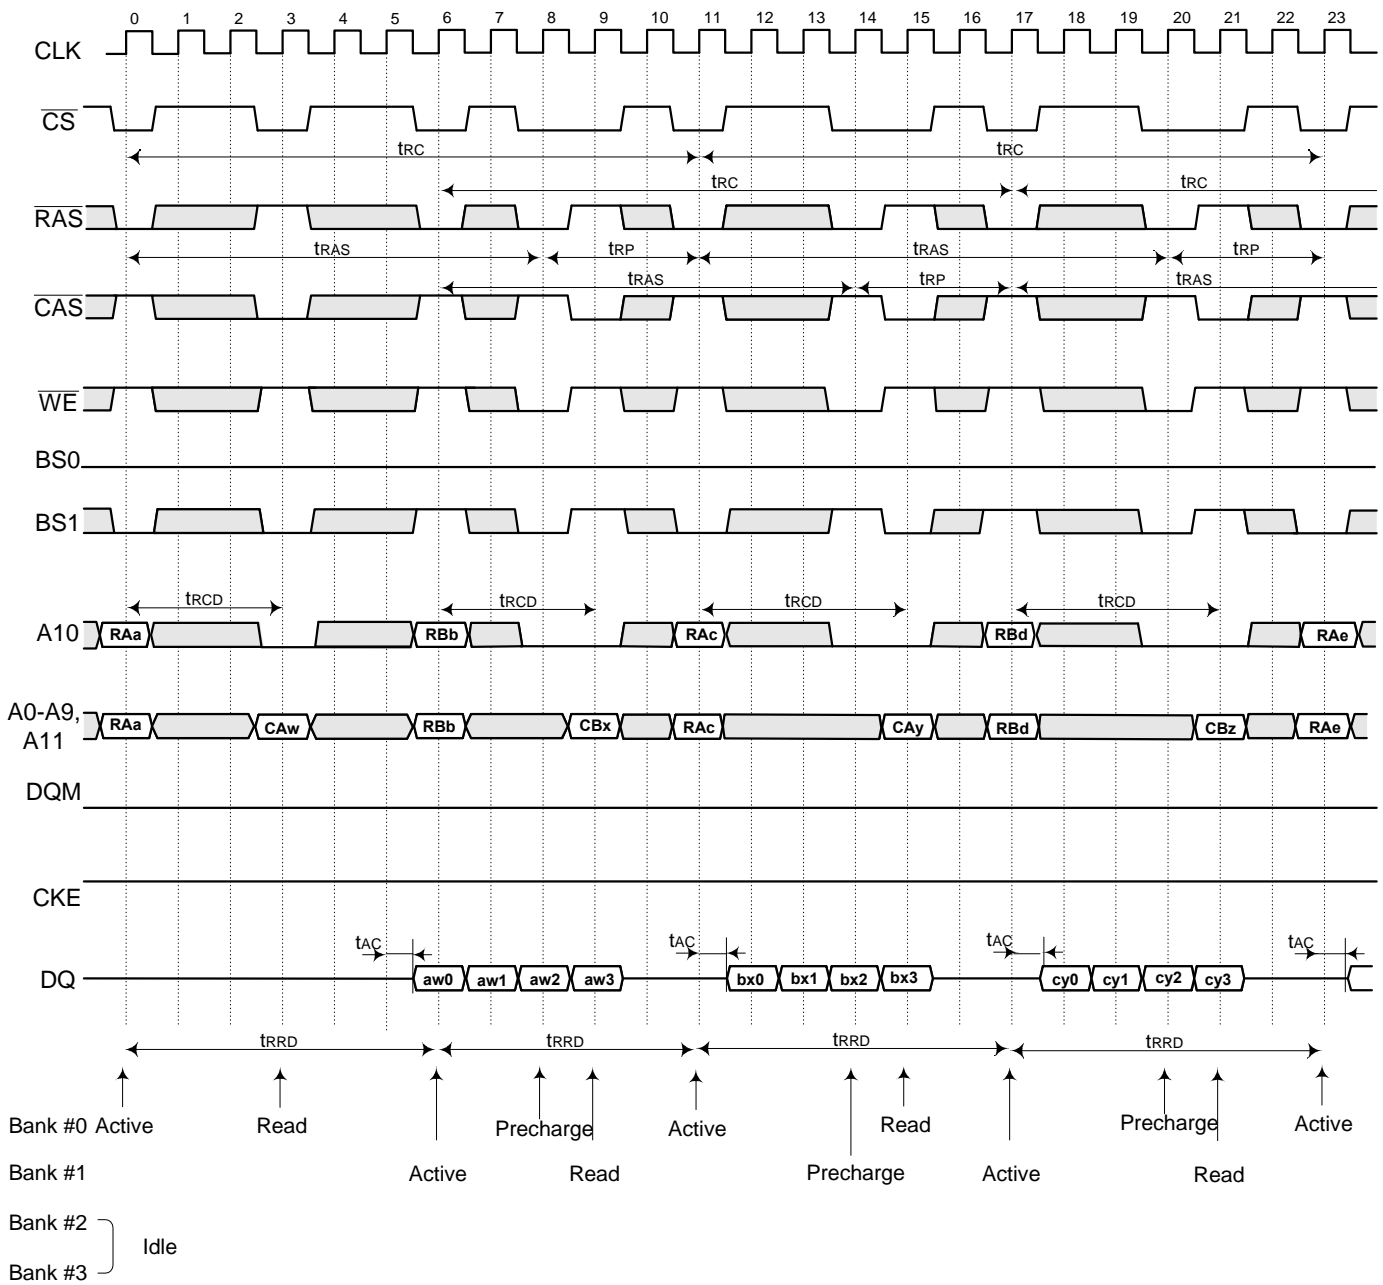 0 1 2 3 4 5 6 7 8 9 10 11 12 13 14 15 16 17 18 19 20 21 22 23
CLK
CS
tRC tRC
tRC tRC
RAS
tRAS tRP tRAS tRP
tRAS tRP tRAS
CAS
WE
BS0
BS1
tRCD tRCD tRCD tRCD
A10 RAa RBb RAc RBd RAe
A0-A9,
A11 RAa CAw RBb CBx RAc CAy RBd CBz RAe
DQM
CKE
tAC tAC tAC tAC
DQ aw0 aw1 aw2 aw3 bx0 bx1 bx2 bx3 cy0 cy1 cy2 cy3
tRRD tRRD tRRD tRRD
Bank #0 Active Read Precharge Active Read Precharge Active
Bank #1 Active Read Precharge Active Read
Bank #2
Idle
Bank #3